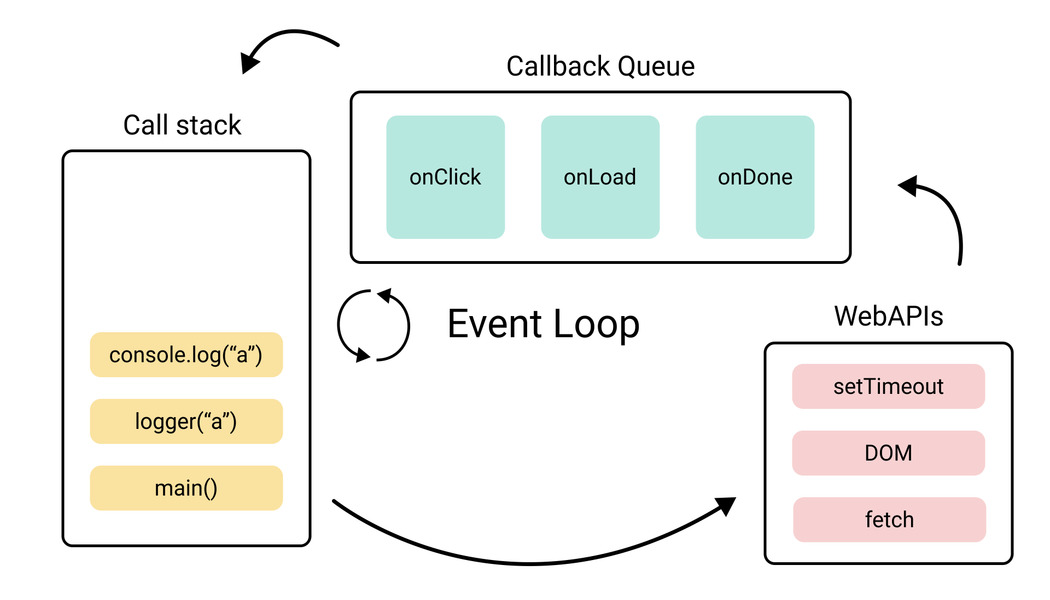 Callback Queue
onClick
onLoad
onDone
Call stack
console.log(“a”)
logger(“a”)
main()
Event Loop
WebAPIs
setTimeout
DOM
fetch